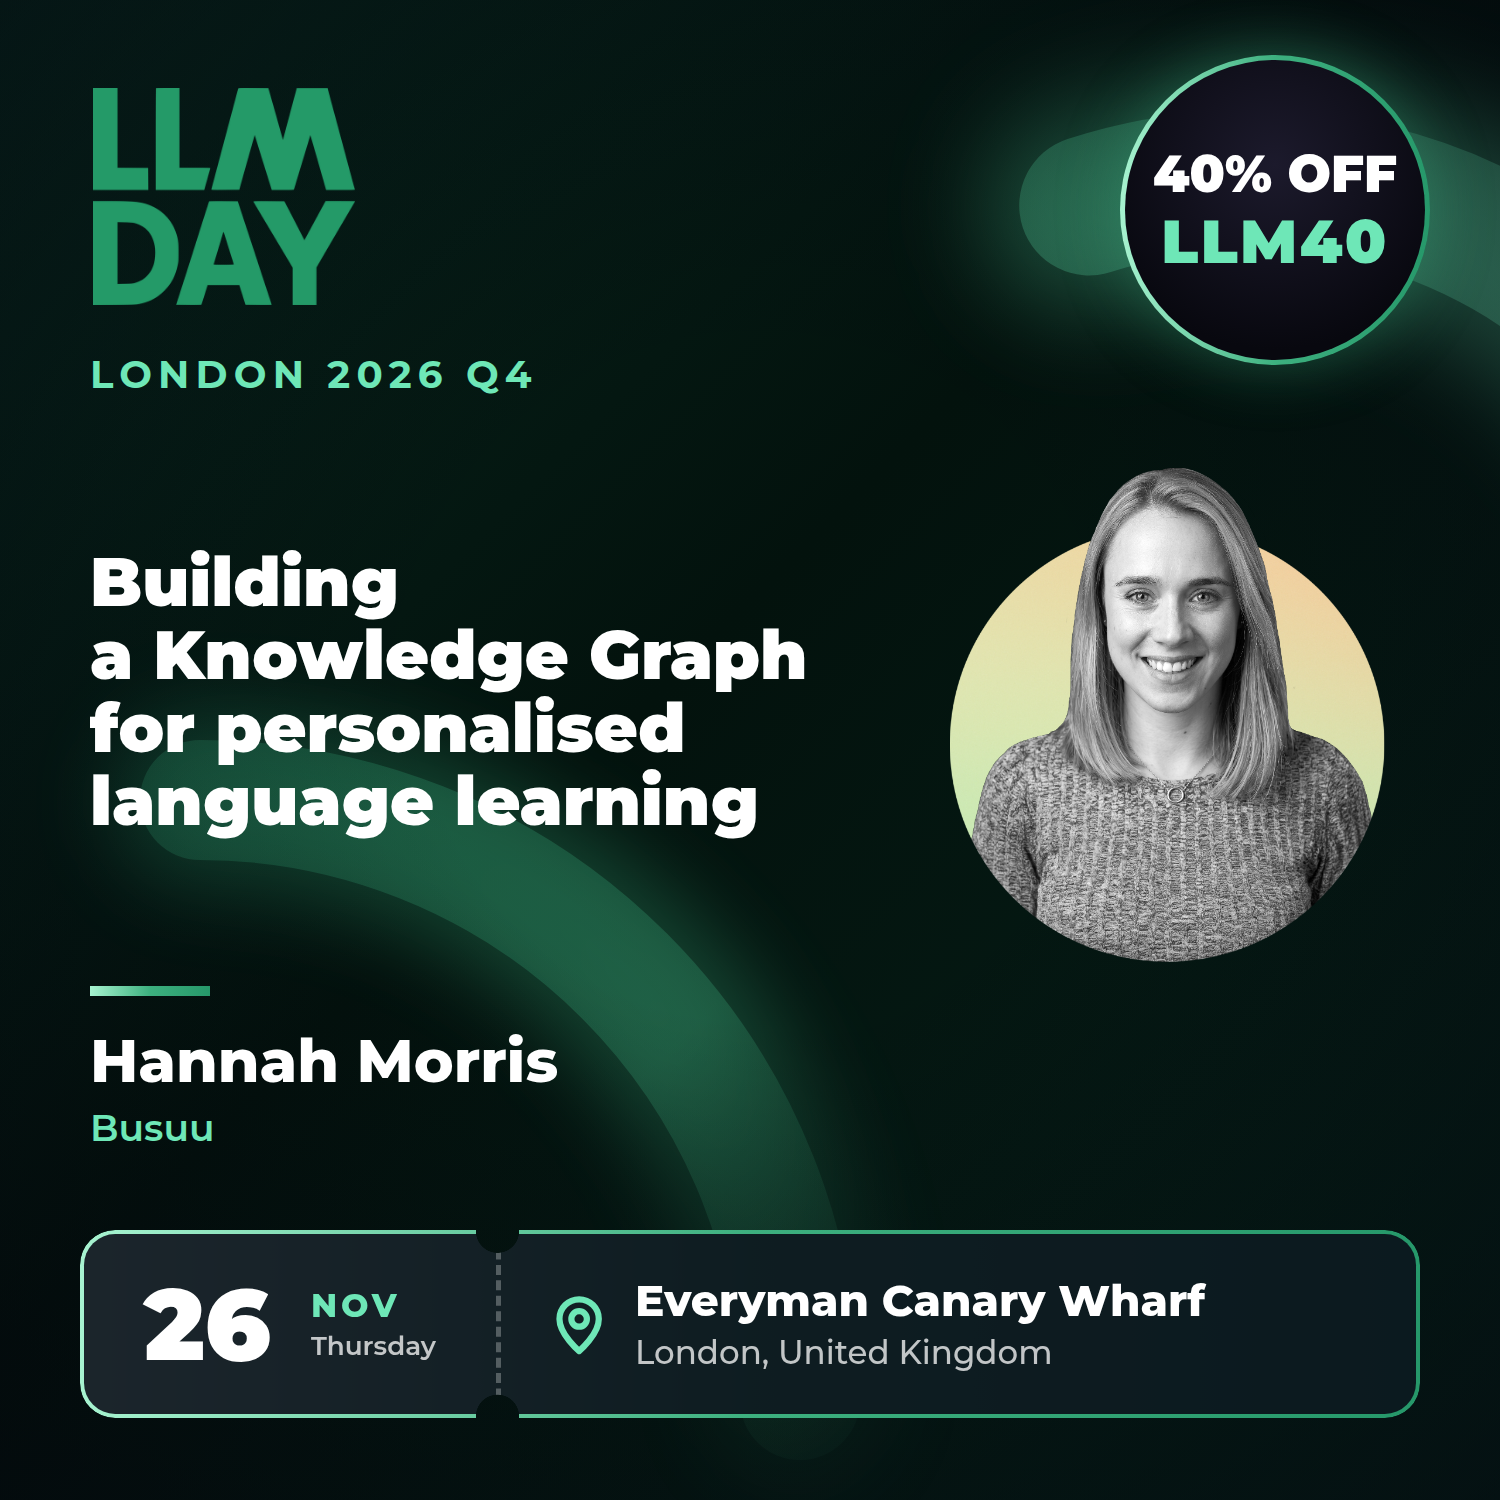 LLM
DAY
LONDON 2026 Q4
40% OFF
LLM40
Building
a Knowledge Graph
for personalised
language learning
Hannah Morris
Busuu
26
NOV
Thursday
Everyman Canary Wharf
London, United Kingdom